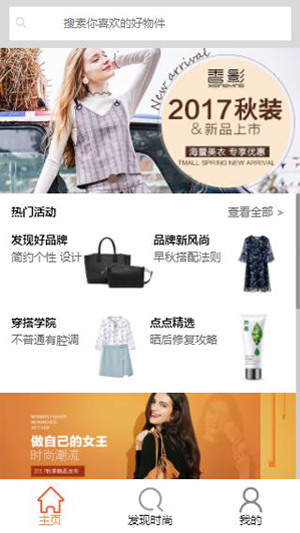 搜索你喜欢的好物件
New arrival
香影
XIANGYING
2017秋装
&新品上市
海量美衣 专享优惠
TMALL SPRING NEW ARRIVAL
热门活动
查看全部 >
发现好品牌
简约个性 设计
品牌新风尚
早秋搭配法则
穿搭学院
不普通有腔调
点点精选
晒后修复攻略
做自己的女王
时尚潮流
2017秋季新品发布
主页
发现时尚
我的